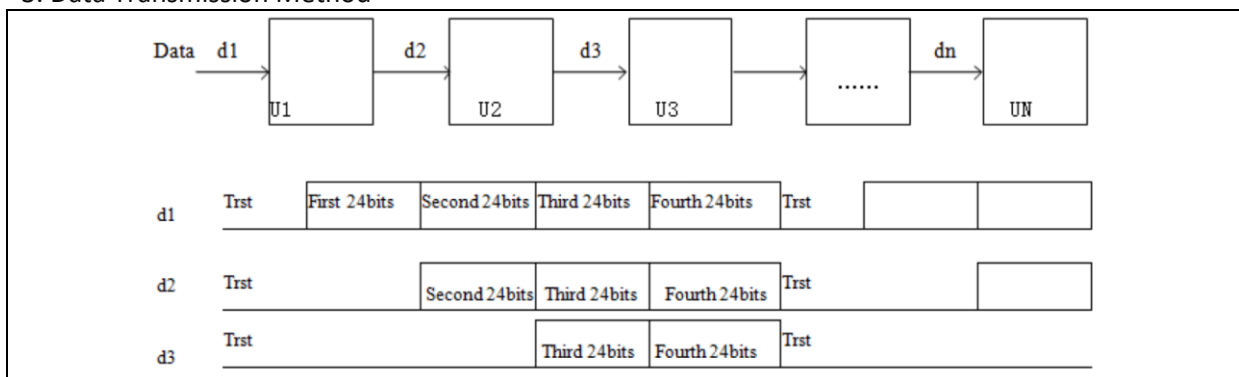 3. Data Transmission Method
Data d1 d2 d3 dn
......
U1 U2 U3 UN
d1 Trst First 24bits Second 24bits Third 24bits Fourth 24bits Trst
d2 Trst Second 24bits Third 24bits Fourth 24bits Trst
d3 Trst Third 24bits Fourth 24bits Trst